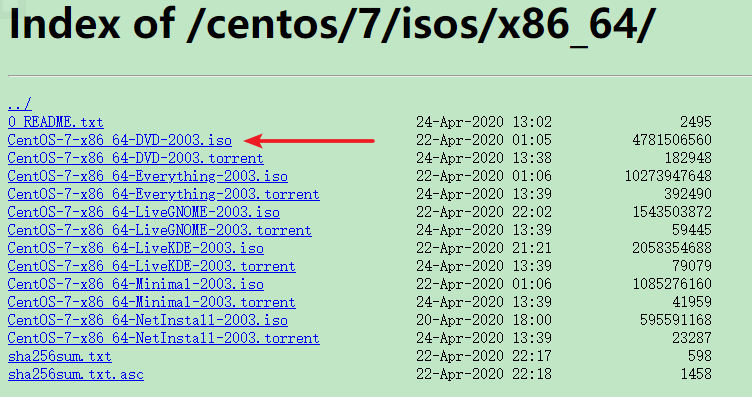 Index of /centos/7/isos/x86_64/
../
0_README.txt 24-Apr-2020 13:02 2495
CentOS-7-x86_64-DVD-2003.iso 22-Apr-2020 01:05 4781506560
CentOS-7-x86_64-DVD-2003.torrent 24-Apr-2020 13:38 182948
CentOS-7-x86_64-Everything-2003.iso 22-Apr-2020 01:06 10273947648
CentOS-7-x86_64-Everything-2003.torrent 24-Apr-2020 13:39 392490
CentOS-7-x86_64-LiveGNOME-2003.iso 22-Apr-2020 22:02 1543503872
CentOS-7-x86_64-LiveGNOME-2003.torrent 24-Apr-2020 13:39 59445
CentOS-7-x86_64-LiveKDE-2003.iso 22-Apr-2020 21:21 2058354688
CentOS-7-x86_64-LiveKDE-2003.torrent 24-Apr-2020 13:39 79079
CentOS-7-x86_64-Minimal-2003.iso 22-Apr-2020 01:06 1085276160
CentOS-7-x86_64-Minimal-2003.torrent 24-Apr-2020 13:39 41959
CentOS-7-x86_64-NetInstall-2003.iso 20-Apr-2020 18:00 595591168
CentOS-7-x86_64-NetInstall-2003.torrent 24-Apr-2020 13:39 23287
sha256sum.txt 22-Apr-2020 22:17 598
sha256sum.txt.asc 22-Apr-2020 22:18 1458